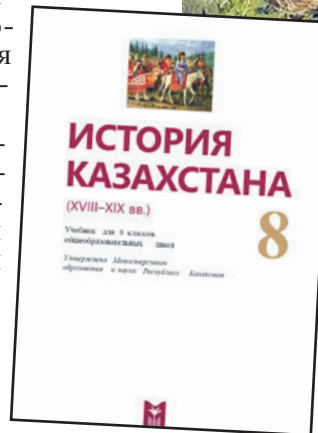 ИСТОРИЯ
КАЗАХСТАНА
(XVIII–XIX вв.)
8
Учебник для 8 классов
общеобразовательных школ
Утверждено Министерством
образования и науки Республики Казахстан